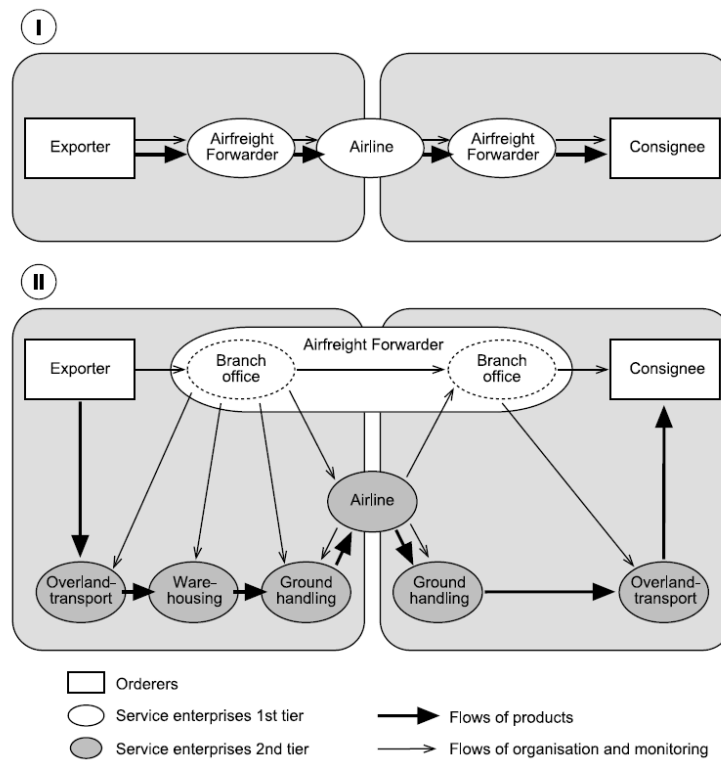 I
Exporter
Airfreight
Forwarder
Airline
Airfreight
Forwarder
Consignee
II
Airfreight Forwarder
Exporter
Branch
office
Branch
office
Consignee
Airline
Overland-
transport
Ware-
housing
Ground
handling
Ground
handling
Overland-
transport
Orderers
Service enterprises 1st tier
Flows of products
Service enterprises 2nd tier
Flows of organisation and monitoring